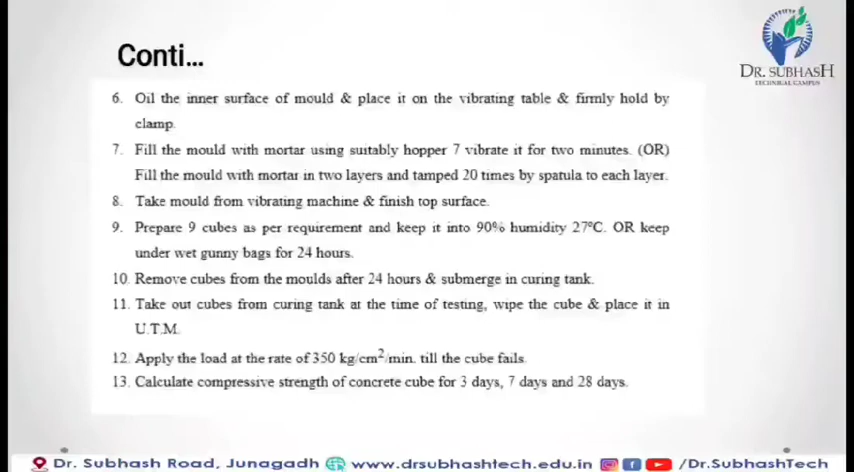 Conti...
DR. SUBHASH
TECHNICAL CAMPUS
6. Oil the inner surface of mould & place it on the vibrating table & firmly hold by
clamp.
7. Fill the mould with mortar using suitably hopper 7 vibrate it for two minutes. (OR)
Fill the mould with mortar in two layers and tamped 20 times by spatula to each layer.
8. Take mould from vibrating machine & finish top surface.
9. Prepare 9 cubes as per requirement and keep it into 90% humidity 27°C. OR keep
under wet gunny bags for 24 hours.
10. Remove cubes from the moulds after 24 hours & submerge in curing tank.
11. Take out cubes from curing tank at the time of testing, wipe the cube & place it in
U.T.M.
12. Apply the load at the rate of 350 kg/cm²/min. till the cube fails.
13. Calculate compressive strength of concrete cube for 3 days, 7 days and 28 days.
Dr. Subhash Road, Junagadh www.drsubhashtech.edu.in /Dr.SubhashTech